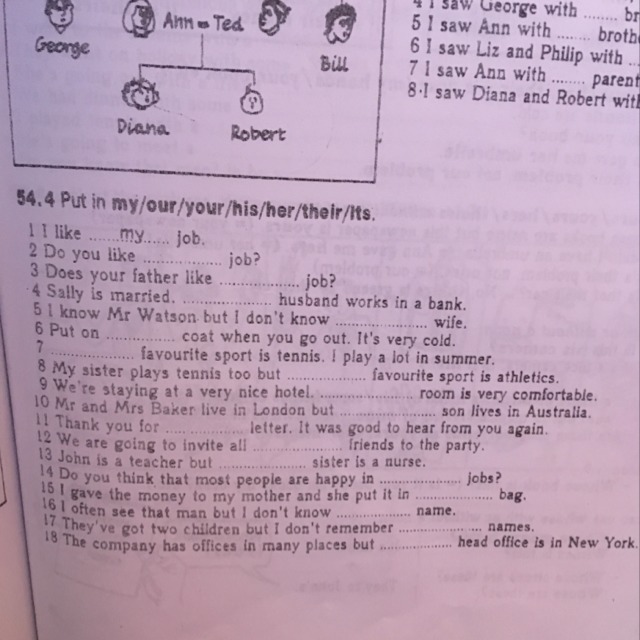 George
Ann = Ted
Bill
Diana
Robert
4 I saw George with ........ br
5 I saw Ann with ........ broth
6 I saw Liz and Philip with ...
7 I saw Ann with ........ parent
8 I saw Diana and Robert wit
54.4 Put in my/our/your/his/her/their/its.
1 I like ......my..... job.
2 Do you like .................. job?
3 Does your father like .................. job?
4 Sally is married. .................. husband works in a bank.
5 I know Mr Watson but I don't know .................. wife.
6 Put on .................. coat when you go out. It's very cold.
7 .................. favourite sport is tennis. I play a lot in summer.
8 My sister plays tennis too but .................. favourite sport is athletics.
9 We're staying at a very nice hotel. .................. room is very comfortable.
10 Mr and Mrs Baker live in London but .................. son lives in Australia.
11 Thank you for .................. letter. It was good to hear from you again.
12 We are going to invite all .................. friends to the party.
13 John is a teacher but .................. sister is a nurse.
14 Do you think that most people are happy in .................. jobs?
15 I gave the money to my mother and she put it in .................. bag.
16 I often see that man but I don't know .................. name.
17 They've got two children but I don't remember .................. names.
18 The company has offices in many places but .................. head office is in New York.